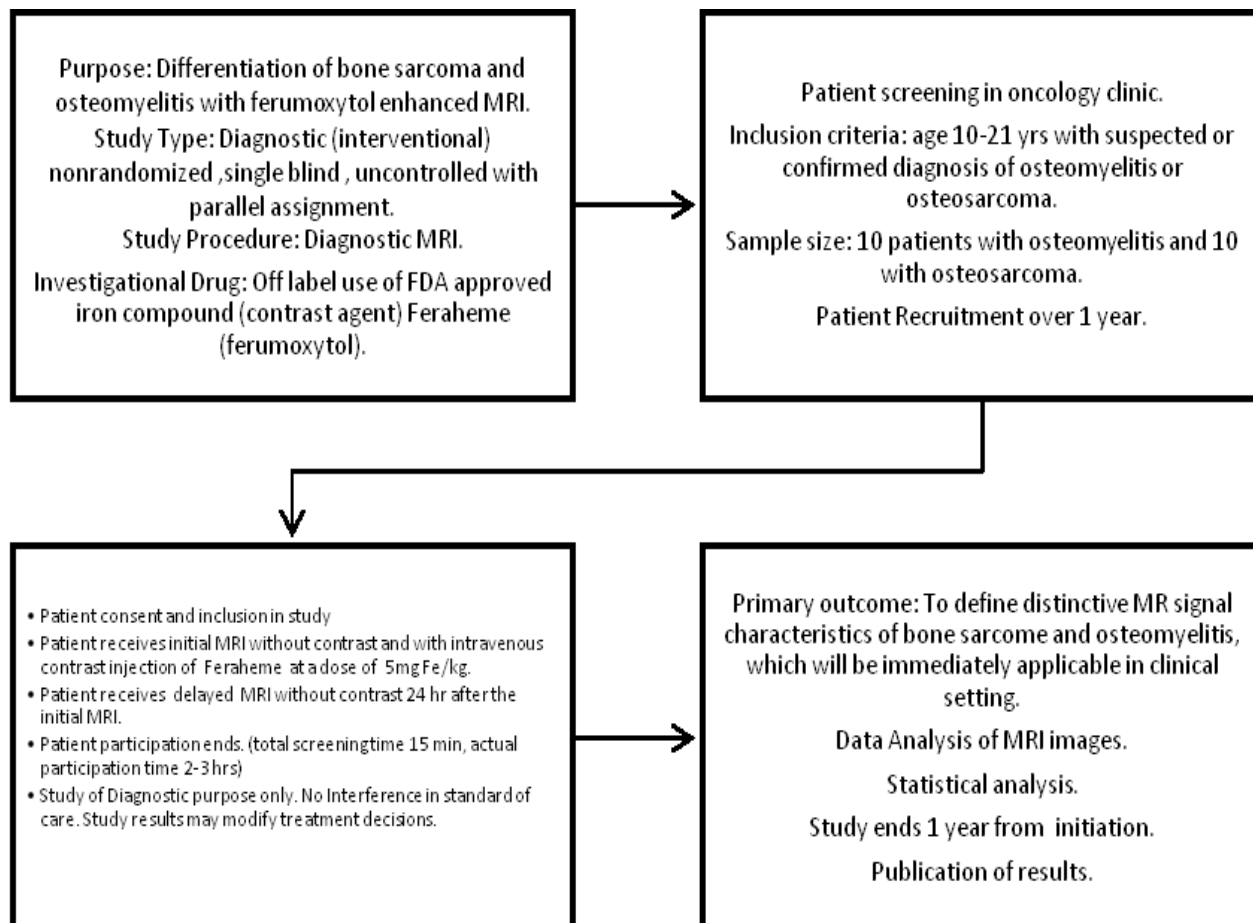 Purpose: Differentiation of bone sarcoma and
osteomyelitis with ferumoxytol enhanced MRI.
Study Type: Diagnostic (interventional)
nonrandomized ,single blind , uncontrolled with
parallel assignment.
Study Procedure: Diagnostic MRI.
Investigational Drug: Off label use of FDA approved
iron compound (contrast agent) Feraheme
(ferumoxytol).
Patient screening in oncology clinic.
Inclusion criteria: age 10-21 yrs with suspected or
confirmed diagnosis of osteomyelitis or
osteosarcoma.
Sample size: 10 patients with osteomyelitis and 10
with osteosarcoma.
Patient Recruitment over 1 year.
• Patient consent and inclusion in study
• Patient receives initial MRI without contrast and with intravenous
contrast injection of Feraheme at a dose of 5mg Fe/kg.
• Patient receives delayed MRI without contrast 24 hr after the
initial MRI.
• Patient participation ends. (total screening time 15 min, actual
participation time 2-3 hrs)
• Study of Diagnostic purpose only. No Interference in standard of
care. Study results may modify treatment decisions.
Primary outcome: To define distinctive MR signal
characteristics of bone sarcome and osteomyelitis,
which will be immediately applicable in clinical
setting.
Data Analysis of MRI images.
Statistical analysis.
Study ends 1 year from initiation.
Publication of results.